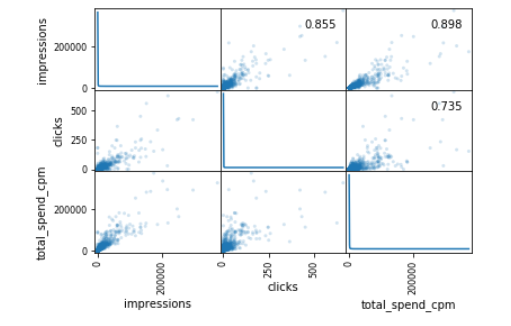 impressions
200000
0
0.855
0.898
clicks
500
250
0
0.735
total_spend_cpm
200000
0
0
200000
0
250
500
0
200000
impressions
clicks
total_spend_cpm